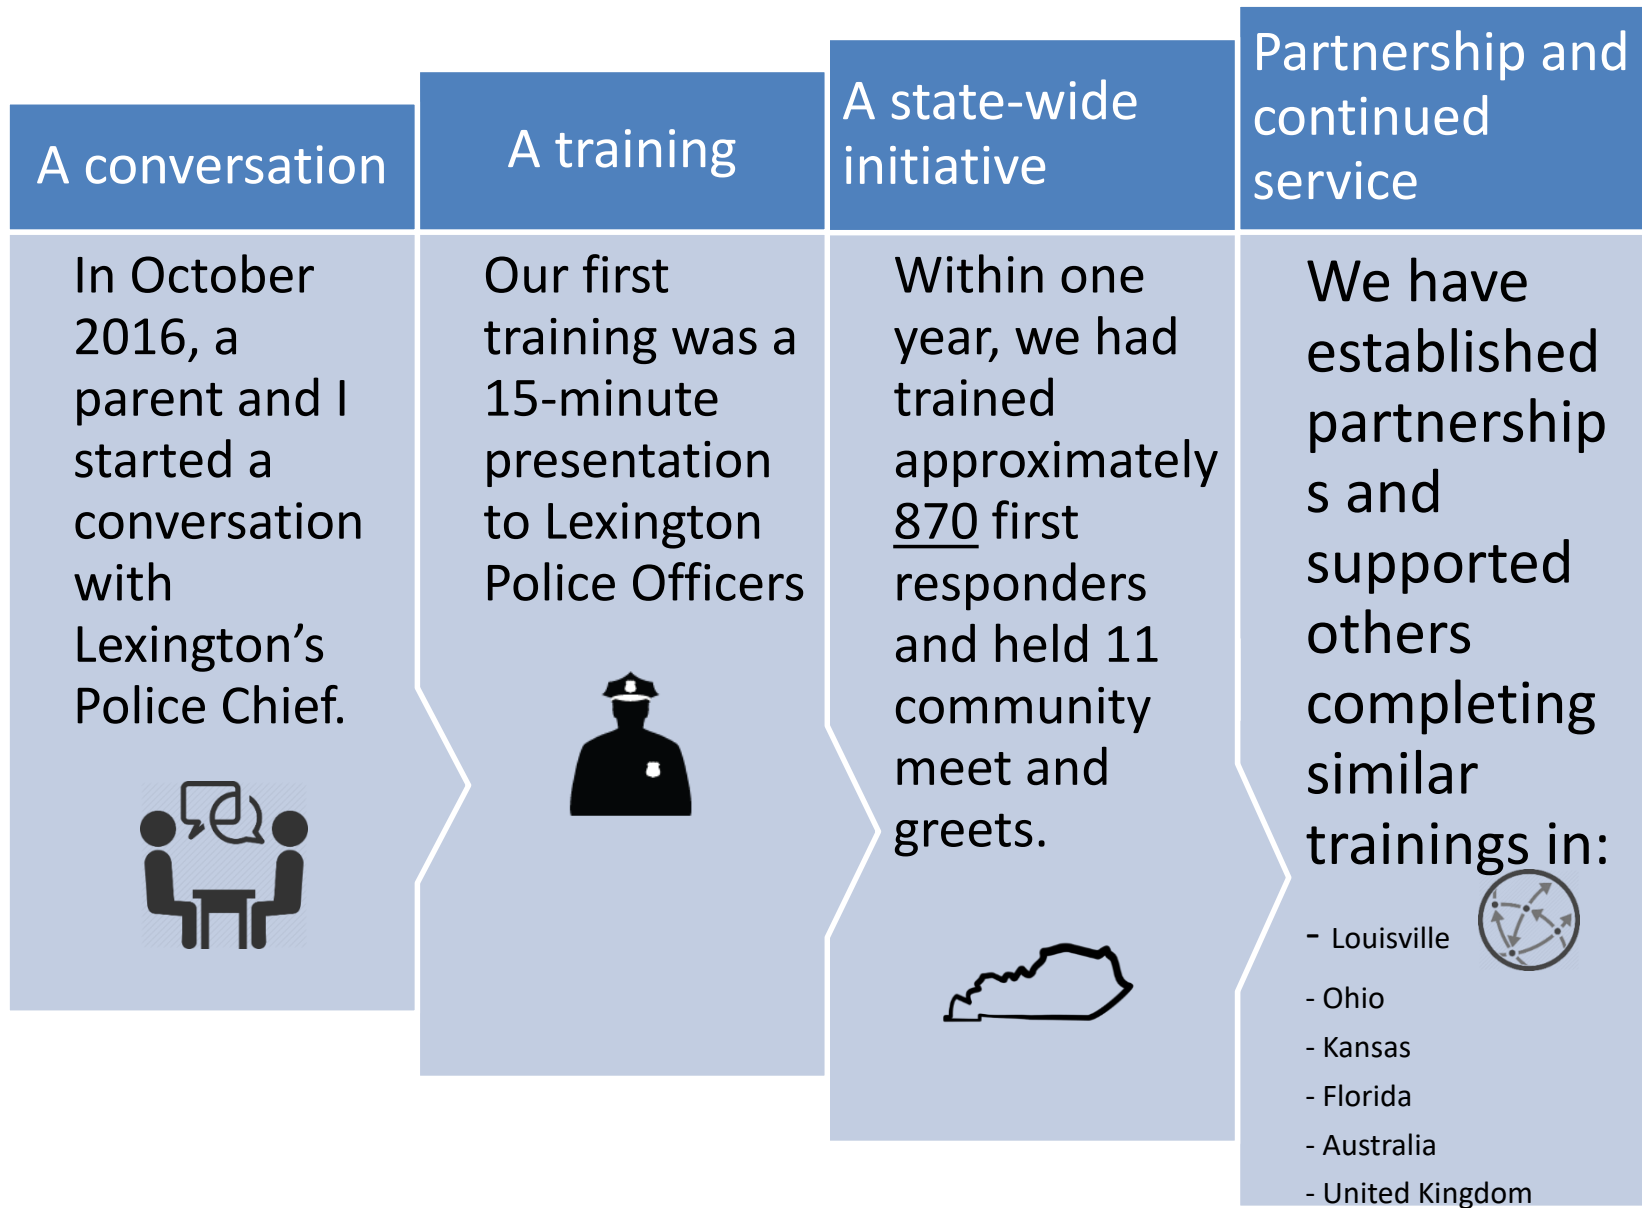 A conversation
In October
2016, a
parent and I
started a
conversation
with
Lexington’s
Police Chief.
A training
Our first
training was a
15-minute
presentation
to Lexington
Police Officers
A state-wide
initiative
Within one
year, we had
trained
approximately
870 first
responders
and held 11
community
meet and
greets.
Partnership and
continued
service
We have
established
partnership
s and
supported
others
completing
similar
trainings in:
- Louisville
- Ohio
- Kansas
- Florida
- Australia
- United Kingdom